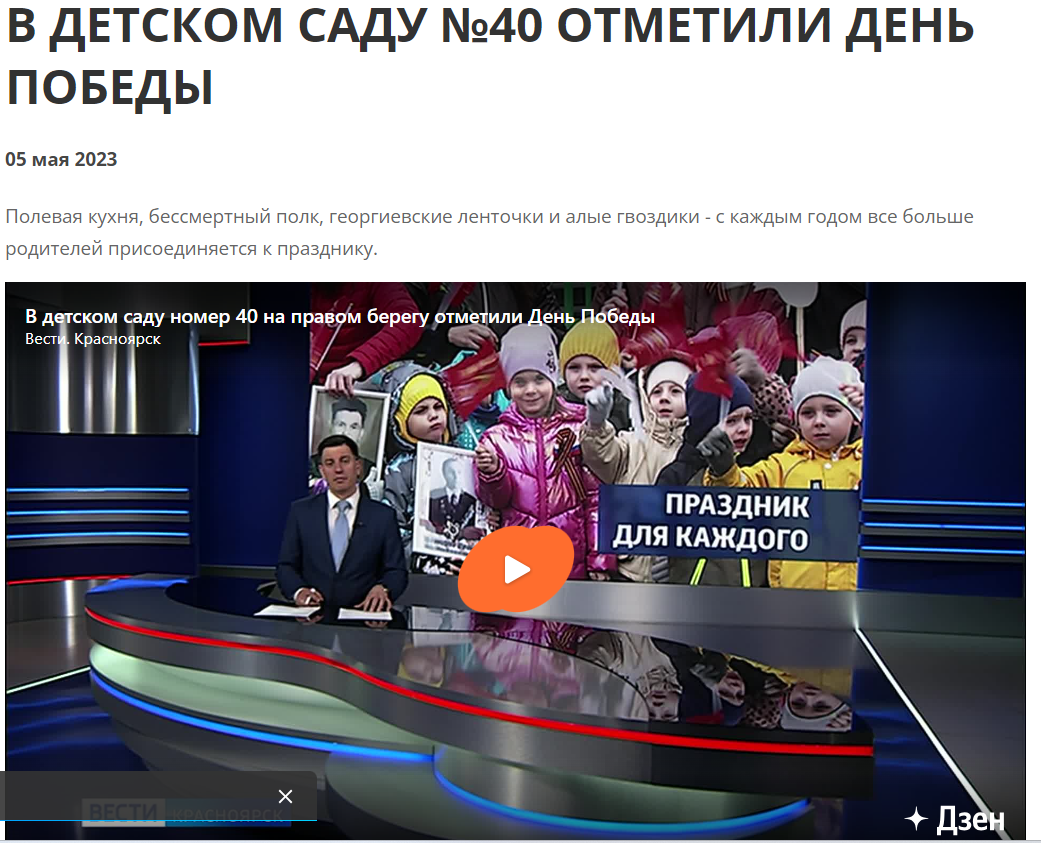 В ДЕТСКОМ САДУ №40 ОТМЕТИЛИ ДЕНЬ
ПОБЕДЫ
05 мая 2023
Полевая кухня, бессмертный полк, георгиевские ленточки и алые гвоздики - с каждым годом все больше
родителей присоединяется к празднику.
В детском саду номер 40 на правом берегу отметили День Победы
Вести. Красноярск
ПРАЗДНИК
ДЛЯ КАЖДОГО
ВЕСТИ КРАСНОЯРСК
Дзен